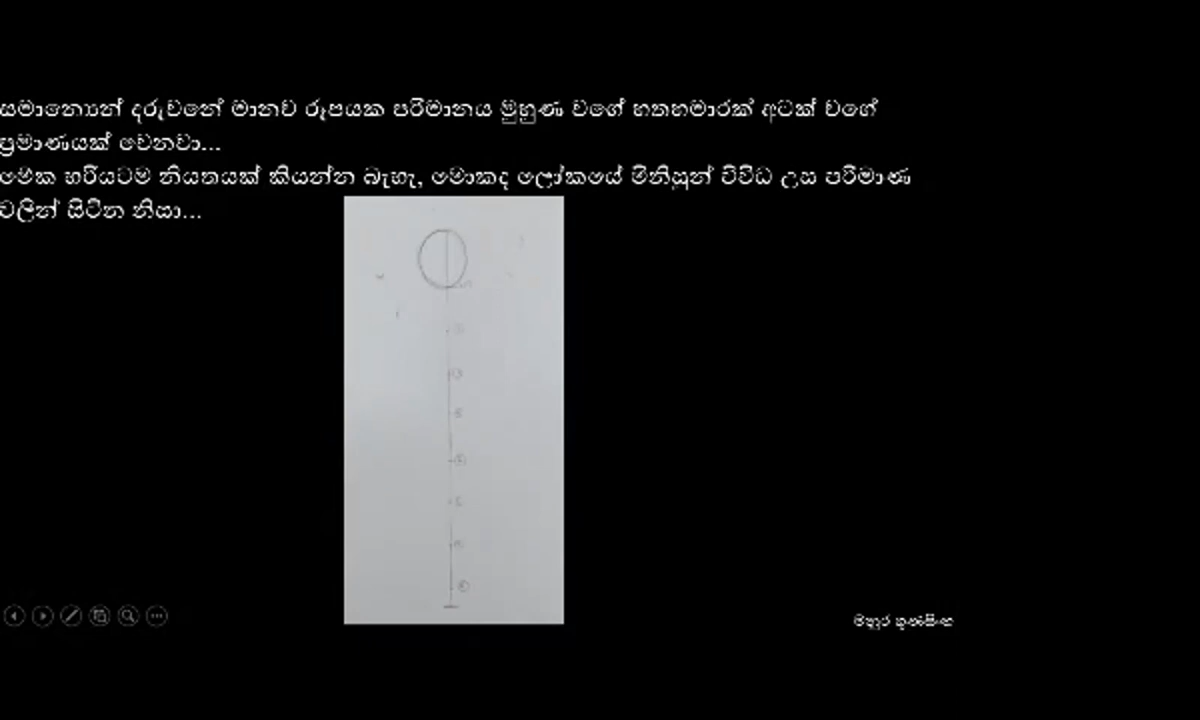 සමාන්‍යෙන් දරුවනේ මානව රූපයක පරිමානය මුහුණ වගේ හතහමාරක් අටක් වගේ
ප්‍රමාණයක් වෙනවා...
මේක හරියටම නියතයක් කියන්න බැහැ, මොකද ලෝකයේ මිනිසුන් විවිධ උස පරිමාණ
වලින් සිටින නිසා...